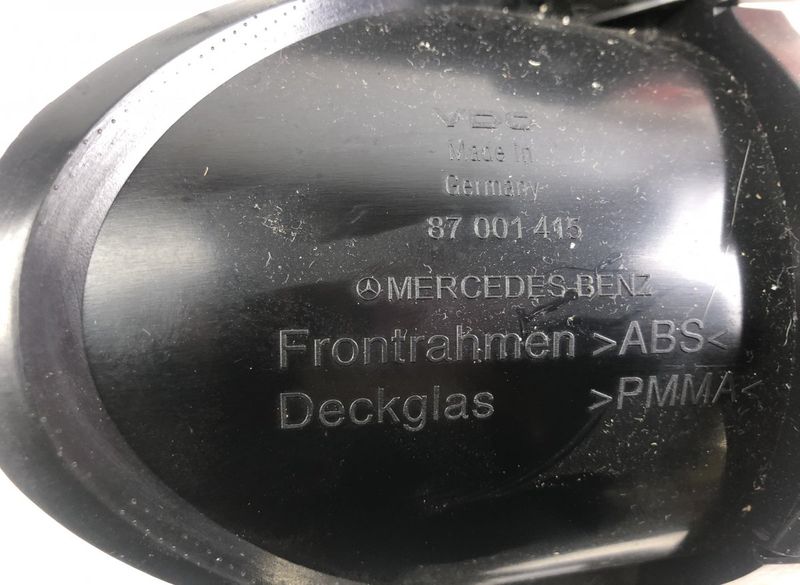 VDO
Made In
Germany
87 001 415
MERCEDES-BENZ
Frontrahmen >ABS<
Deckglas >PMMA<